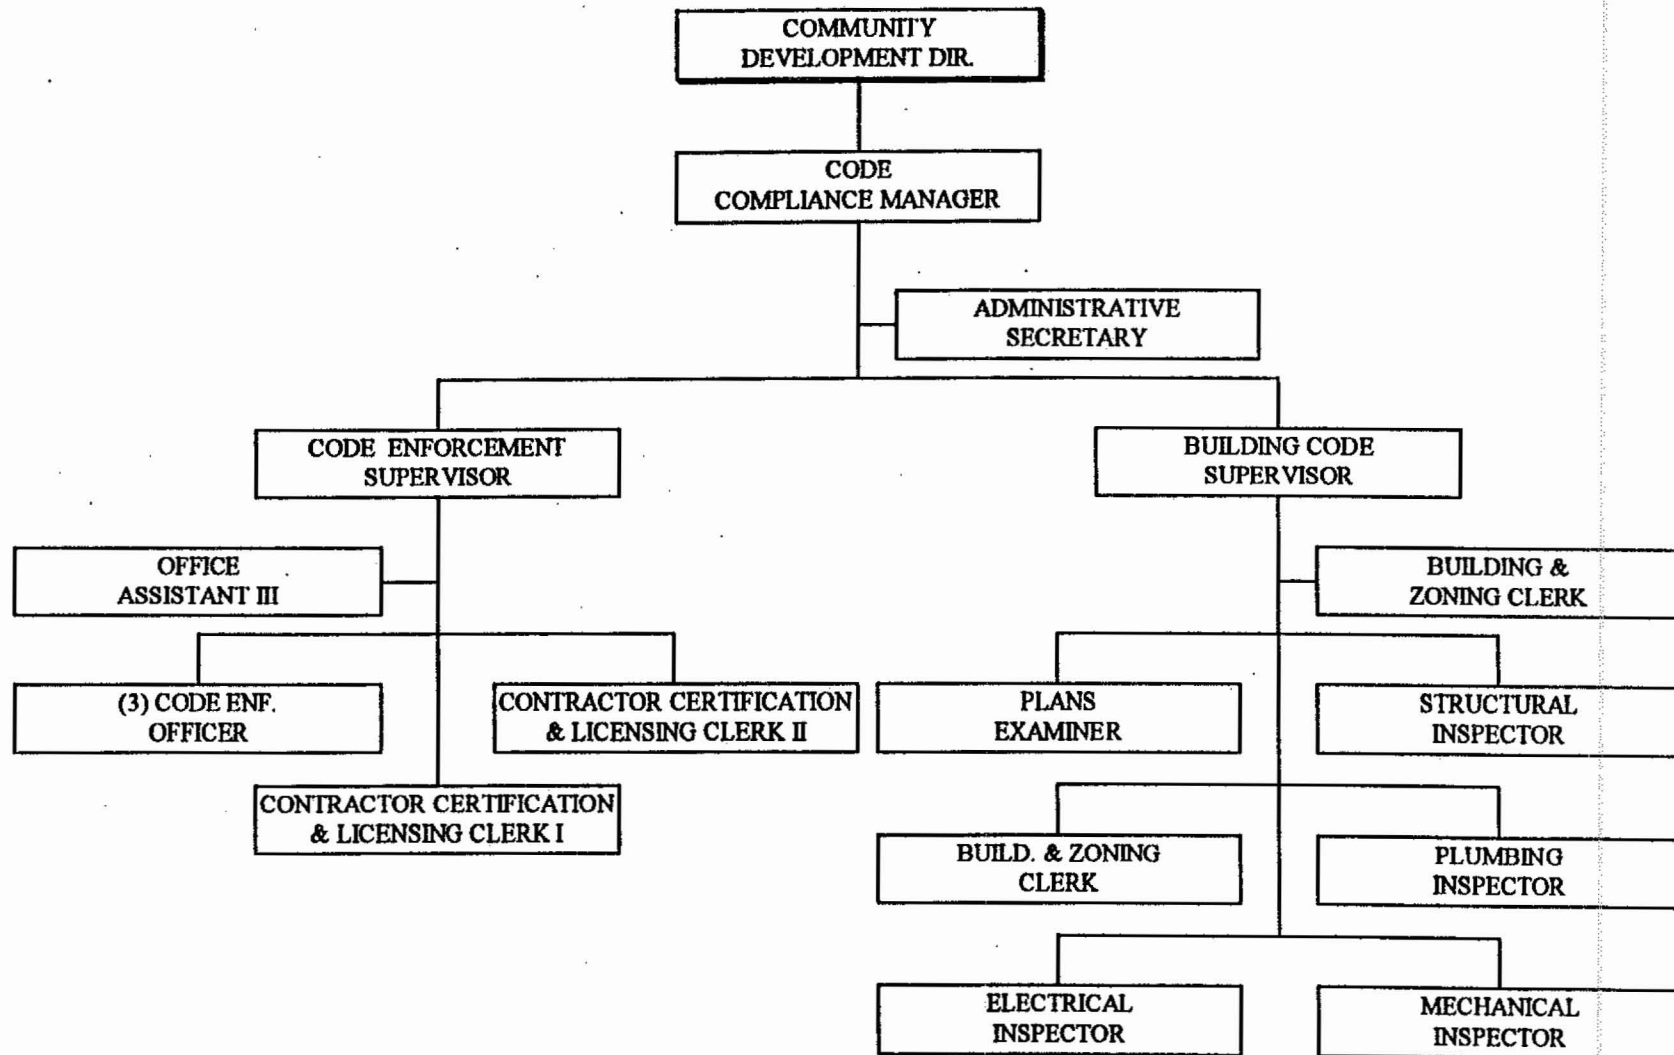 COMMUNITY
DEVELOPMENT DIR.
CODE
COMPLIANCE MANAGER
ADMINISTRATIVE
SECRETARY
CODE ENFORCEMENT
SUPERVISOR
BUILDING CODE
SUPERVISOR
OFFICE
ASSISTANT III
BUILDING &
ZONING CLERK
(3) CODE ENF.
OFFICER
CONTRACTOR CERTIFICATION
& LICENSING CLERK II
PLANS
EXAMINER
STRUCTURAL
INSPECTOR
CONTRACTOR CERTIFICATION
& LICENSING CLERK I
BUILD. & ZONING
CLERK
PLUMBING
INSPECTOR
ELECTRICAL
INSPECTOR
MECHANICAL
INSPECTOR